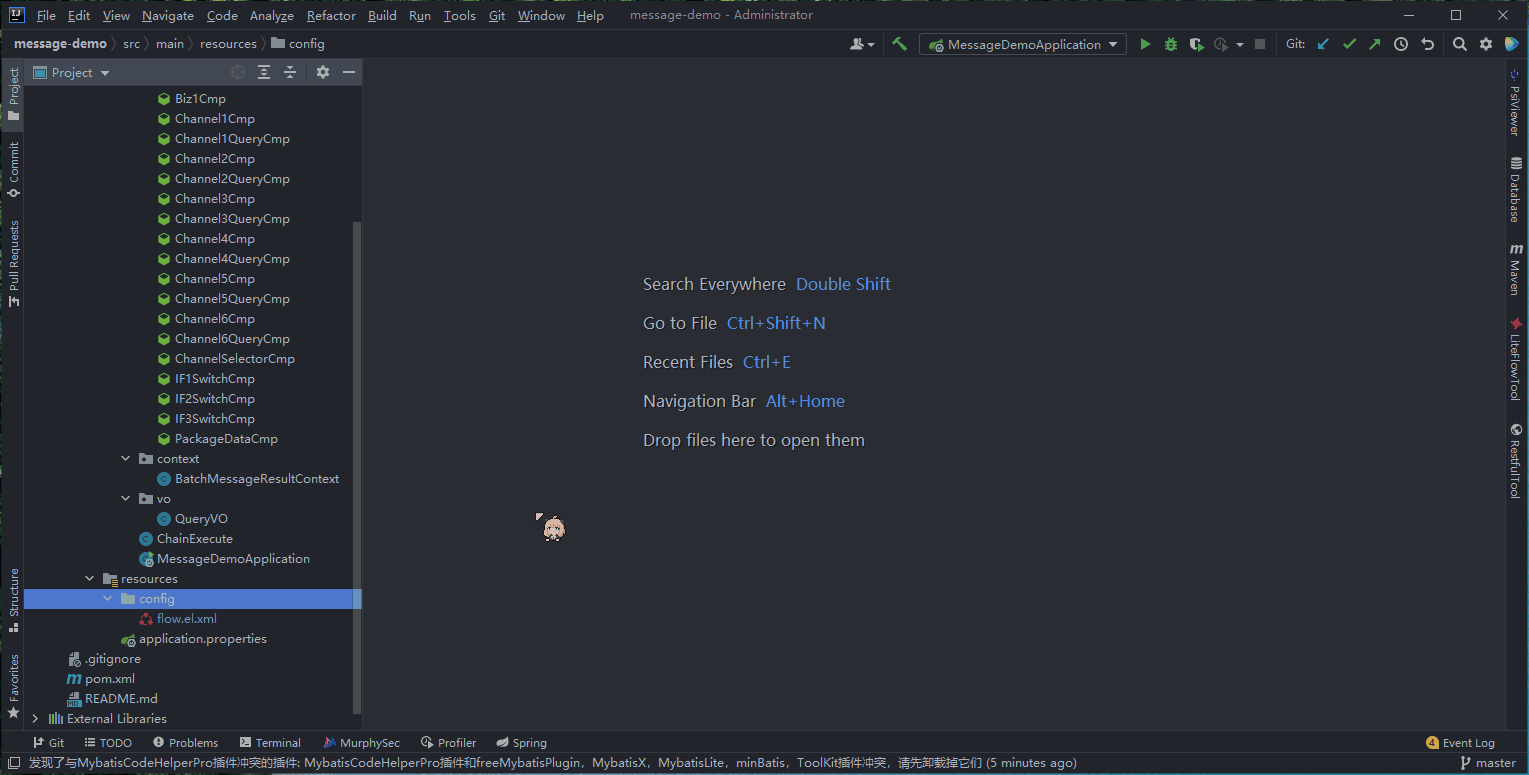 File Edit View Navigate Code Analyze Refactor Build Run Tools Git Window Help message-demo - Administrator
message-demo src main resources config MessageDemoApplication Git:
Project
Project
Commit
Pull Requests
Structure
Favorites
Biz1Cmp
Channel1Cmp
Channel1QueryCmp
Channel2Cmp
Channel2QueryCmp
Channel3Cmp
Channel3QueryCmp
Channel4Cmp
Channel4QueryCmp
Channel5Cmp
Channel5QueryCmp
Channel6Cmp
Channel6QueryCmp
ChannelSelectorCmp
IF1SwitchCmp
IF2SwitchCmp
IF3SwitchCmp
PackageDataCmp
context
BatchMessageResultContext
vo
QueryVO
ChainExecute
MessageDemoApplication
resources
config
flow.el.xml
application.properties
.gitignore
pom.xml
README.md
External Libraries
Search Everywhere Double Shift
Go to File Ctrl+Shift+N
Recent Files Ctrl+E
Navigation Bar Alt+Home
Drop files here to open them
PsiViewer
Database
Maven
LiteFlowTool
RestfulTool
Git TODO Problems Terminal MurphySec Profiler Spring 4 Event Log
发现了与MybatisCodeHelperPro插件冲突的插件: MybatisCodeHelperPro插件和freeMybatisPlugin，MybatisX，MybatisLite，minBatis，ToolKit插件冲突，请先卸载掉它们 (5 minutes ago) master